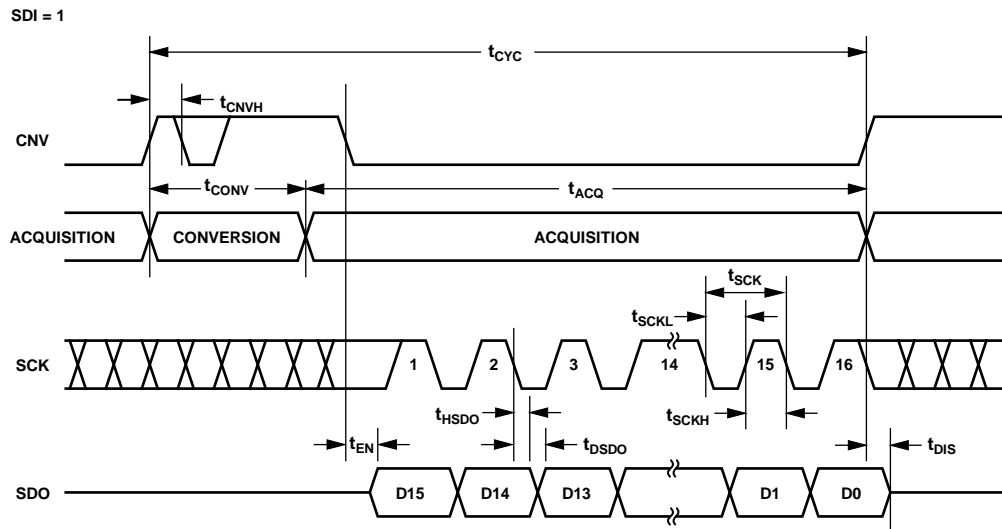 SDI = 1
tCYC
tCNVH
CNV
tCONV
tACQ
ACQUISITION CONVERSION ACQUISITION
tSCK
tSCKL
SCK 1 2 3 14 15 16
tHSDO tSCKH
tEN tDSDO tDIS
SDO D15 D14 D13 D1 D0